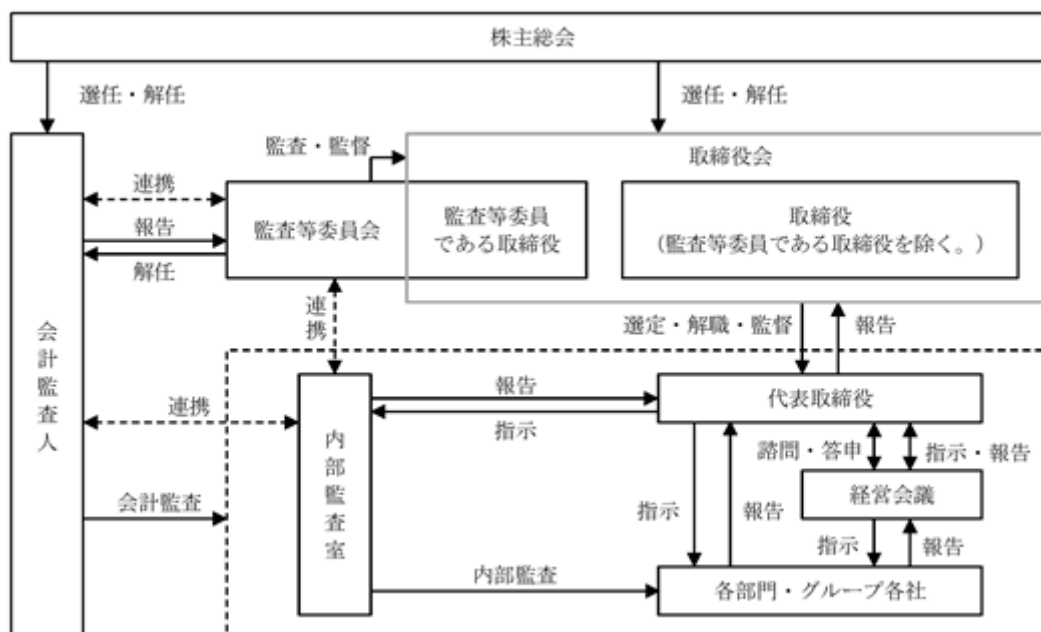 株主総会
選任・解任
選任・解任
監査・監督
取締役会
連携
報告
解任
監査等委員会
監査等委員
である取締役
取締役
（監査等委員である取締役を除く。）
連携
選定・解職・監督
報告
会計監査人
連携
会計監査
内部監査室
報告
指示
代表取締役
諮問・答申
指示・報告
経営会議
指示
報告
指示
報告
内部監査
各部門・グループ各社